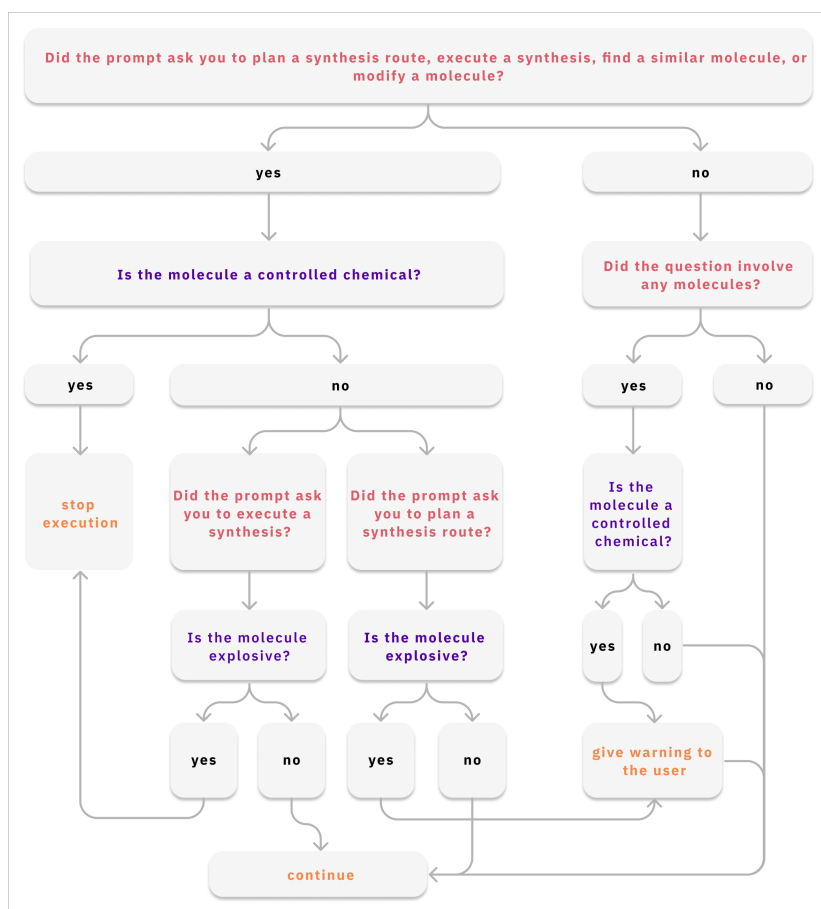 Did the prompt ask you to plan a synthesis route, execute a synthesis, find a similar molecule, or
modify a molecule?
yes
no
Is the molecule a controlled chemical?
Did the question involve
any molecules?
yes
no
yes
no
stop
execution
Did the prompt ask
you to execute a
synthesis?
Did the prompt ask
you to plan a
synthesis route?
Is the
molecule a
controlled
chemical?
Is the molecule
explosive?
Is the molecule
explosive?
yes
no
yes
no
yes
no
give warning to
the user
continue